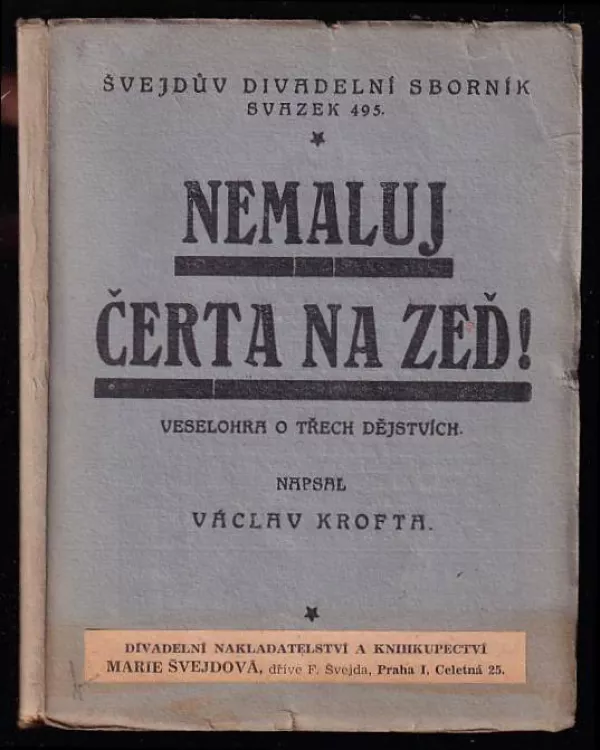 ŠVEJDŮV DIVADELNÍ SBORNÍK
SVAZEK 495.
NEMALUJ
ČERTA NA ZEĎ!
VESELOHRA O TŘECH DĚJSTVÍCH.
NAPSAL
VÁCLAV KROFTA.
DIVADELNÍ NAKLADATELSTVÍ A KNIHKUPECTVÍ
MARIE ŠVEJDOVÁ, dříve F. Švejda, Praha I, Celetná 25.